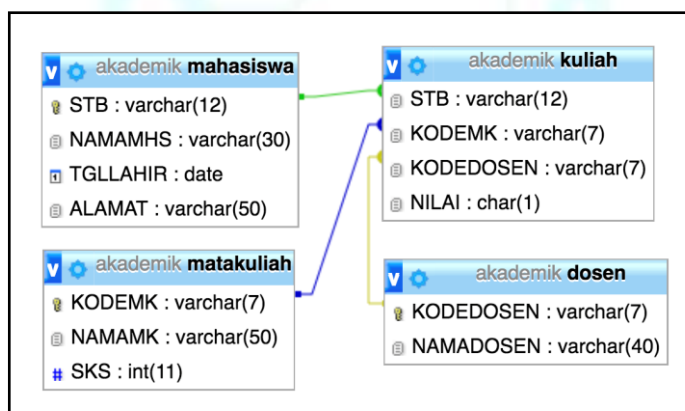 akademik mahasiswa
STB : varchar(12)
NAMAMHS : varchar(30)
TGLLAHIR : date
ALAMAT : varchar(50)
akademik kuliah
STB : varchar(12)
KODEMK : varchar(7)
KODEDOSEN : varchar(7)
NILAI : char(1)
akademik matakuliah
KODEMK : varchar(7)
NAMAMK : varchar(50)
# SKS : int(11)
akademik dosen
KODEDOSEN : varchar(7)
NAMADOSEN : varchar(40)